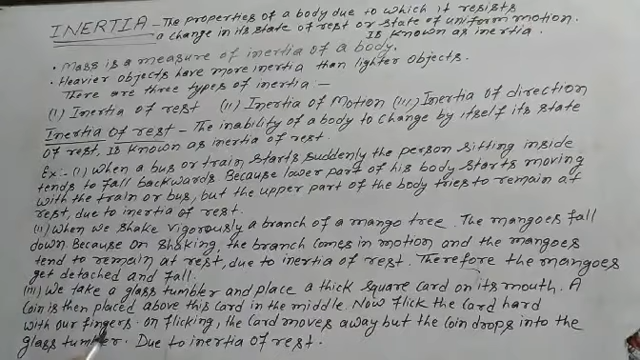 INERTIA - The properties of a body due to which it resists
a change in its state of rest or state of uniform motion.
Is known as inertia.
• Mass is a measure of inertia of a body.
• Heavier objects have more inertia than lighter objects.
There are three types of inertia :-
(i) Inertia of rest (ii) Inertia of Motion (iii) Inertia of direction
Inertia of rest - The inability of a body to change by itself its state
of rest, is known as inertia of rest.
Ex:- (i) When a bus or train starts suddenly the person sitting inside
tends to fall backwards Because lower part of his body starts moving
with the train or bus, but the upper part of the body tries to remain at
rest, due to inertia of rest.
(ii) When we shake vigorously a branch of a mango tree. The mangoes fall
down. Because on shaking, the branch comes in motion and the mangoes
tend to remain at rest, due to inertia of rest. Therefore the mangoes
get detached and fall.
(iii) We take a glass tumbler and place a thick square card on its mouth. A
coin is then placed above this card in the middle. Now flick the card hard
with our fingers. on flicking, the card moves away but the coin drops into the
glass tumbler. Due to inertia of rest.